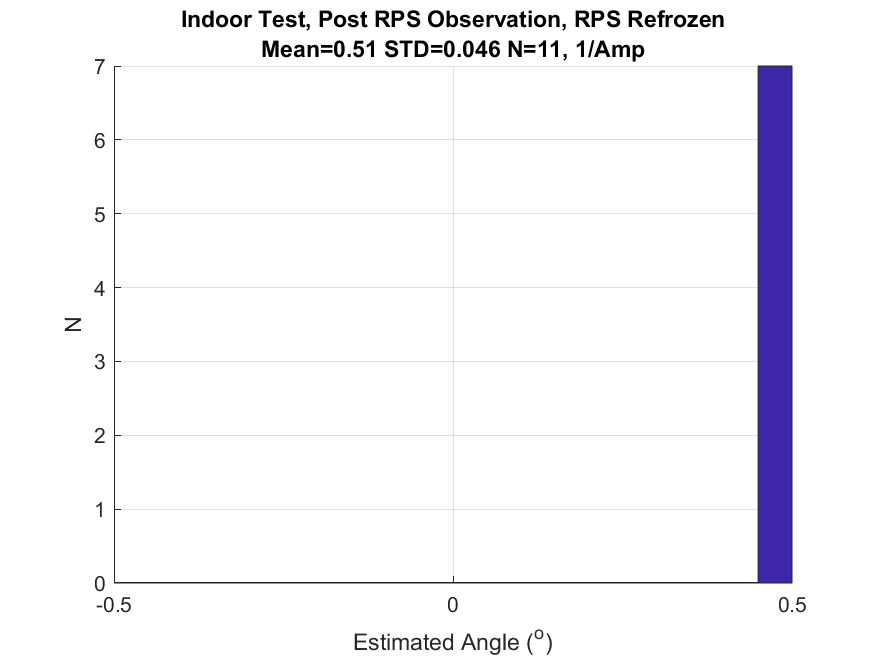 Indoor Test, Post RPS Observation, RPS Refrozen
Mean=0.51 STD=0.046 N=11, 1/Amp
7
6
5
4
3
2
1
0
N
-0.5 0 0.5
Estimated Angle (º)